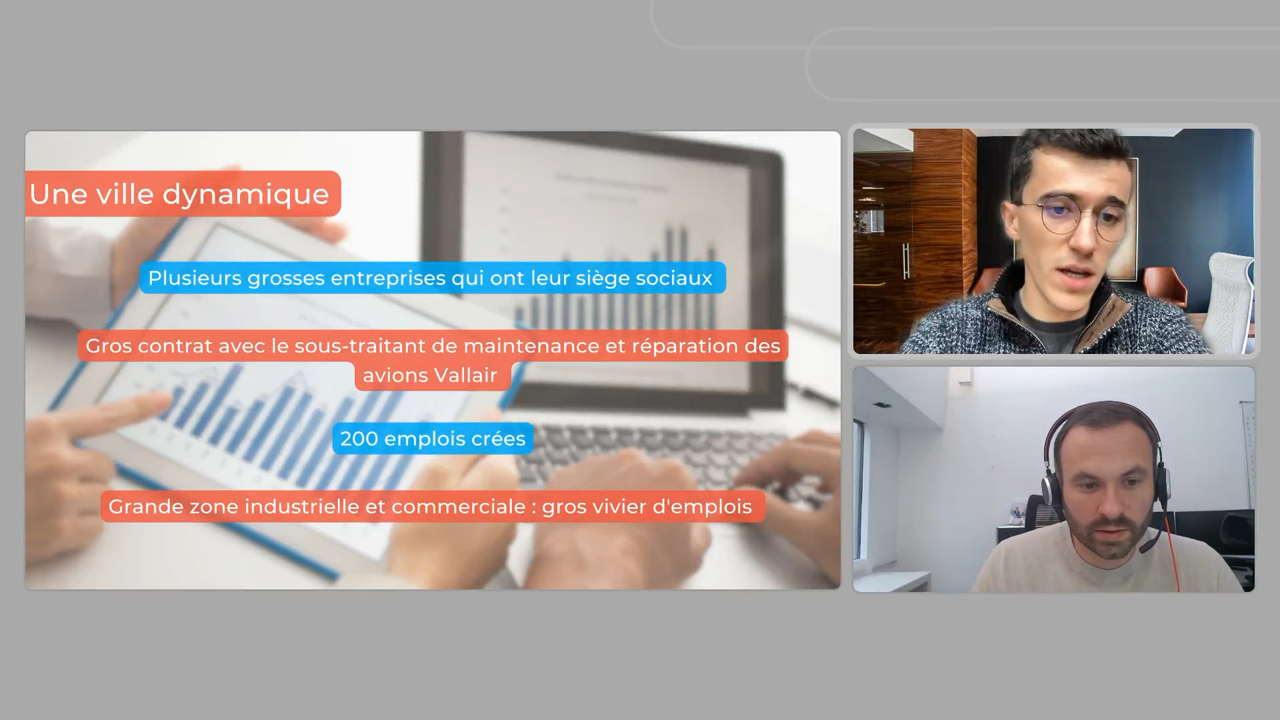 Une ville dynamique
Plusieurs grosses entreprises qui ont leur siège sociaux
Gros contrat avec le sous-traitant de maintenance et réparation des
avions Vallair
200 emplois crées
Grande zone industrielle et commerciale : gros vivier d'emplois